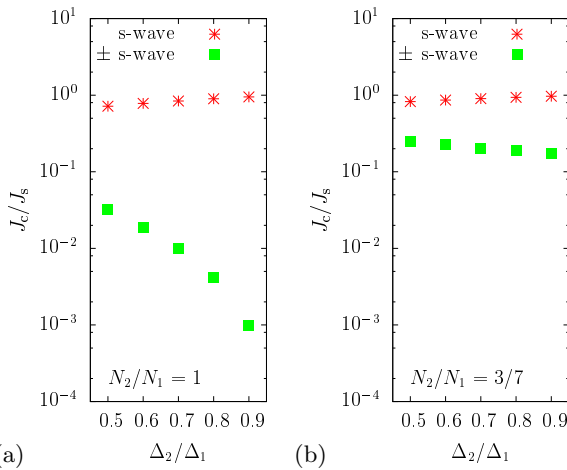 s-wave
± s-wave
10^1
10^0
10^-1
10^-2
10^-3
10^-4
J_c/J_s
N_2/N_1 = 1
0.5 0.6 0.7 0.8 0.9
Δ_2/Δ_1
(a)
s-wave
± s-wave
10^1
10^0
10^-1
10^-2
10^-3
10^-4
J_c/J_s
N_2/N_1 = 3/7
0.5 0.6 0.7 0.8 0.9
Δ_2/Δ_1
(b)